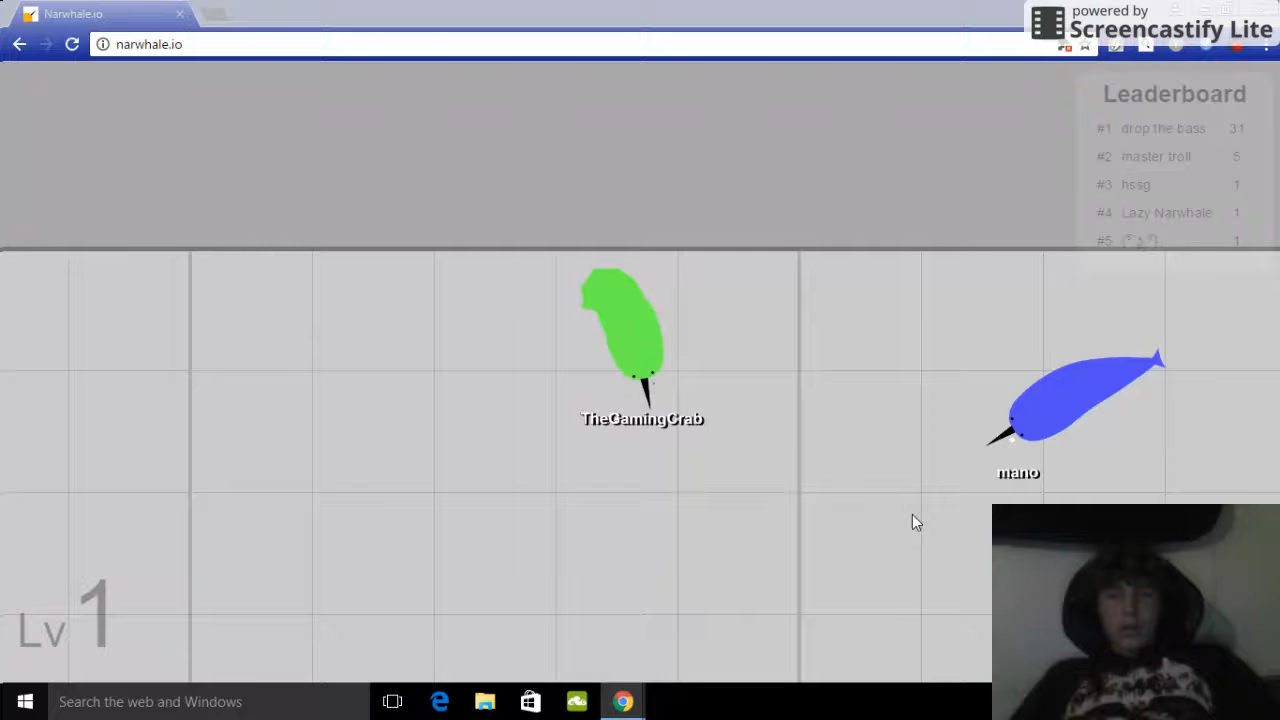 Narwhale.io
powered by
Screencastify Lite
narwhale.io
Leaderboard
#1 drop the bass 31
#2 master troll 5
#3 hssg 1
#4 Lazy Narwhale 1
#5 1
TheGamingCrab
mano
Lv 1
Search the web and Windows